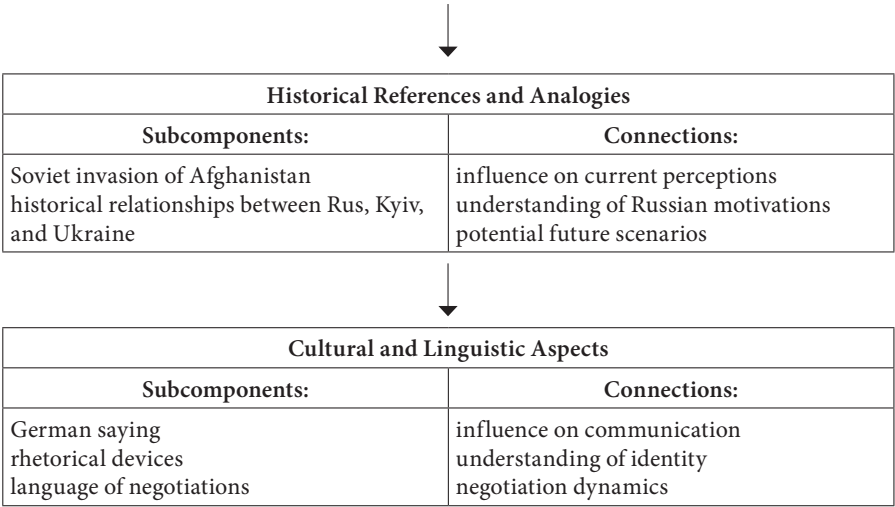 Historical References and Analogies
Subcomponents:
Connections:
Soviet invasion of Afghanistan
historical relationships between Rus, Kyiv,
and Ukraine
influence on current perceptions
understanding of Russian motivations
potential future scenarios
Cultural and Linguistic Aspects
Subcomponents:
Connections:
German saying
rhetorical devices
language of negotiations
influence on communication
understanding of identity
negotiation dynamics